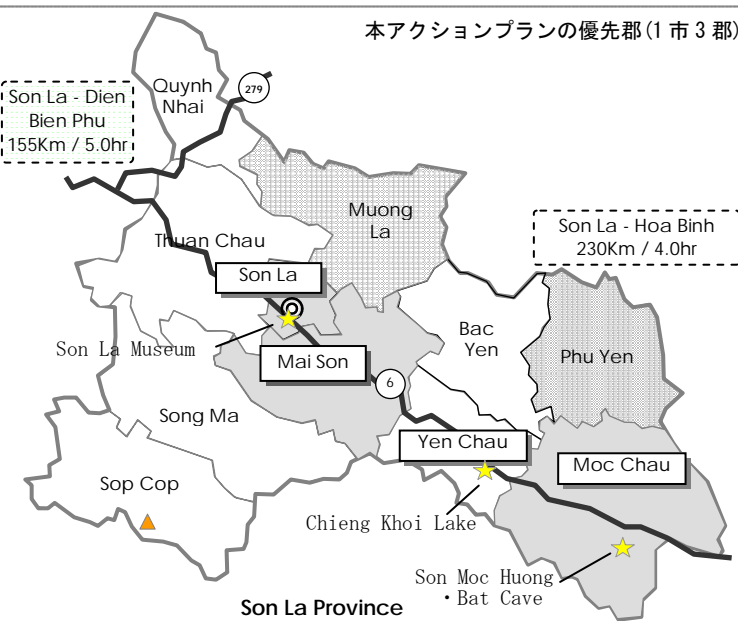 本アクションプランの優先郡(1 市 3 郡)
Quynh
Nhai
279
Son La - Dien
Bien Phu
155Km / 5.0hr
Muong
La
Son La - Hoa Binh
230Km / 4.0hr
Thuan Chau
Son La
Bac
Yen
Son La Museum
Mai Son
Phu Yen
6
Song Ma
Yen Chau
Moc Chau
Sop Cop
Chieng Khoi Lake
Son Moc Huong
・Bat Cave
Son La Province